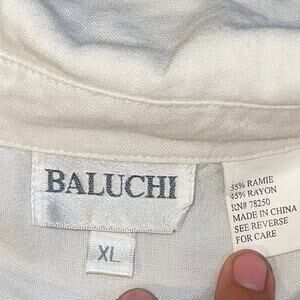 BALUCHI
XL
55% RAMIE
45% RAYON
RN# 78250
MADE IN CHINA
SEE REVERSE
FOR CARE